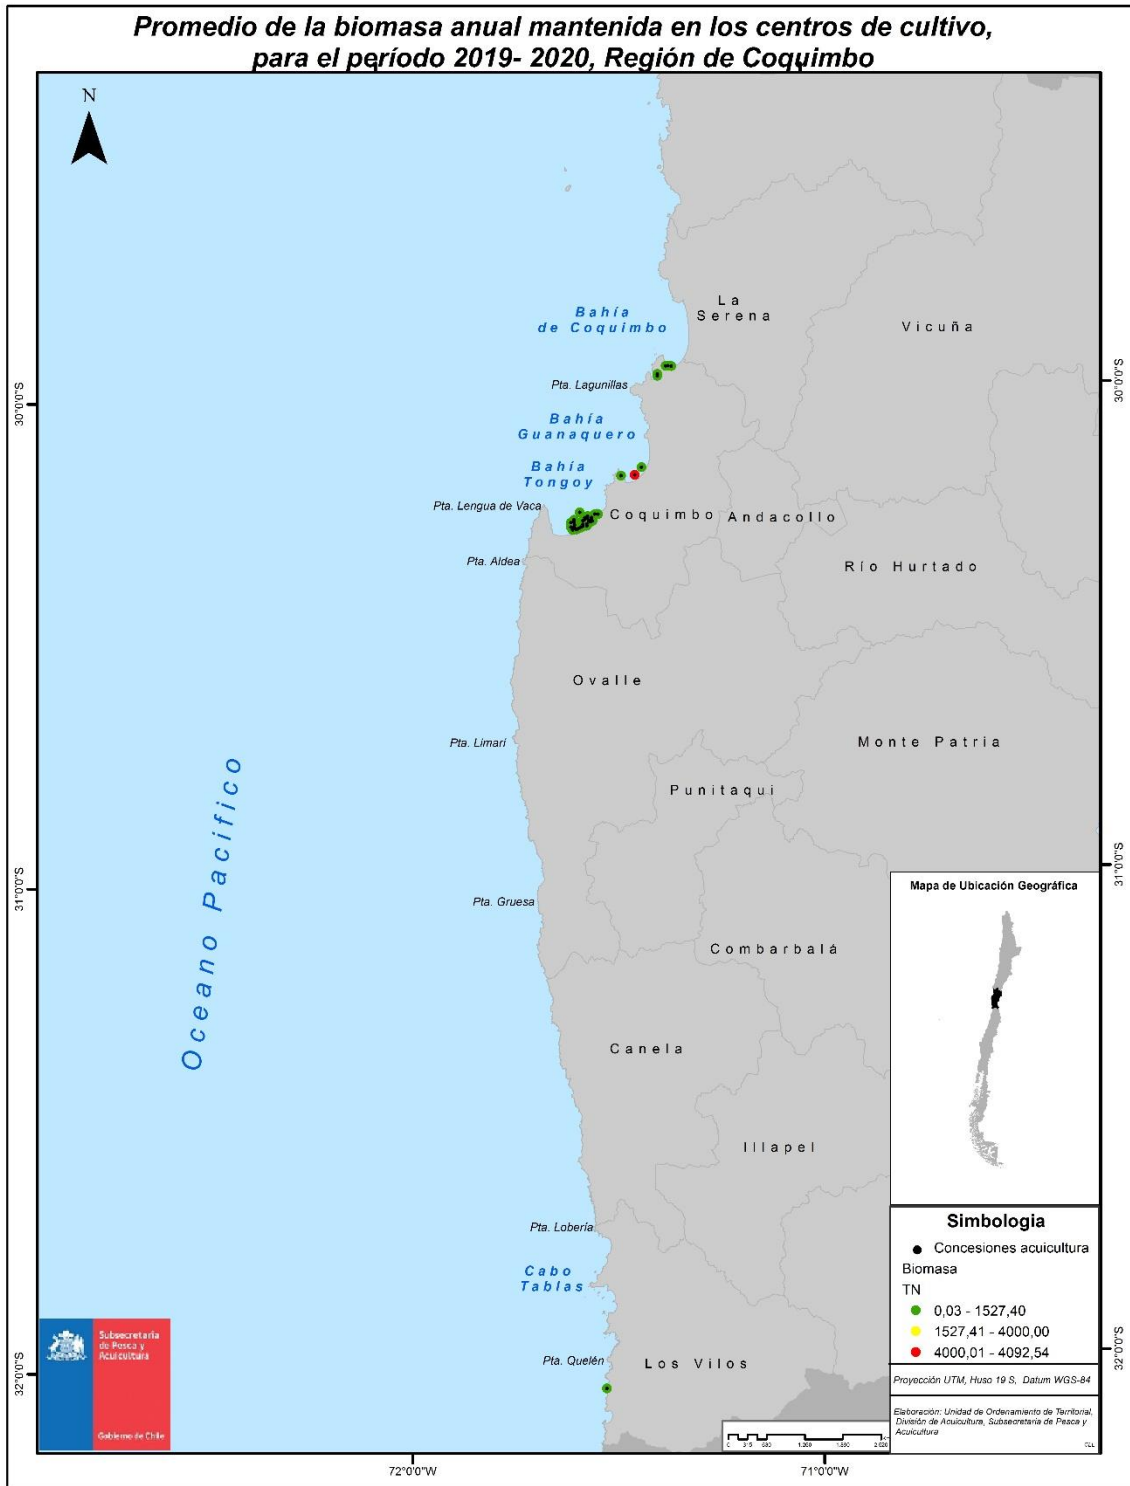 Promedio de la biomasa anual mantenida en los centros de cultivo,
para el período 2019- 2020, Región de Coquimbo
N
La
Serena
Vicuña
Bahía
de Coquimbo
Pta. Lagunillas
30°0'0"S
30°0'0"S
Bahía
Guanaquero
Bahía
Tongoy
Pta. Lengua de Vaca
Coquimbo
Andacollo
Pta. Aldea
Río Hurtado
Ovalle
Pta. Limarí
Monte Patria
Punitaqui
Oceano Pacifico
31°0'0"S
31°0'0"S
Pta. Gruesa
Combarbalá
Canela
Illapel
Pta. Lobería
Cabo
Tablas
Pta. Quelén
Los Vilos
32°0'0"S
32°0'0"S
Mapa de Ubicación Geográfica
Simbologia
Concesiones acuicultura
Biomasa
TN
0,03 - 1527,40
1527,41 - 4000,00
4000,01 - 4092,54
Proyección UTM, Huso 19 S, Datum WGS-84
Elaboración: Unidad de Ordenamiento de Territorial,
División de Acuicultura, Subsecretaría de Pesca y
Acuicultura
Subsecretaría
de Pesca y
Acuicultura
Gobierno de Chile
72°0'0"W
71°0'0"W